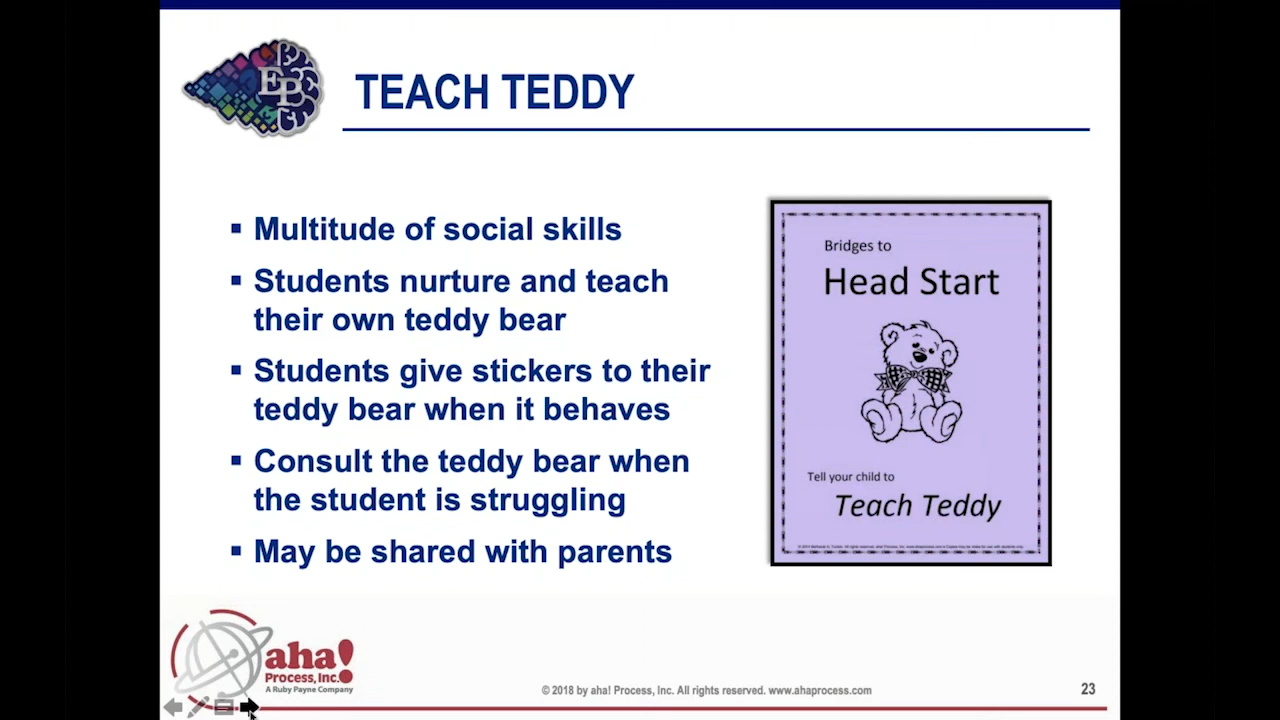 EP
TEACH TEDDY
▪ Multitude of social skills
▪ Students nurture and teach
their own teddy bear
▪ Students give stickers to their
teddy bear when it behaves
▪ Consult the teddy bear when
the student is struggling
▪ May be shared with parents
Bridges to
Head Start
Tell your child to
Teach Teddy
aha!
Process, Inc.
A Ruby Payne Company
© 2018 by aha! Process, Inc. All rights reserved. www.ahaprocess.com
23